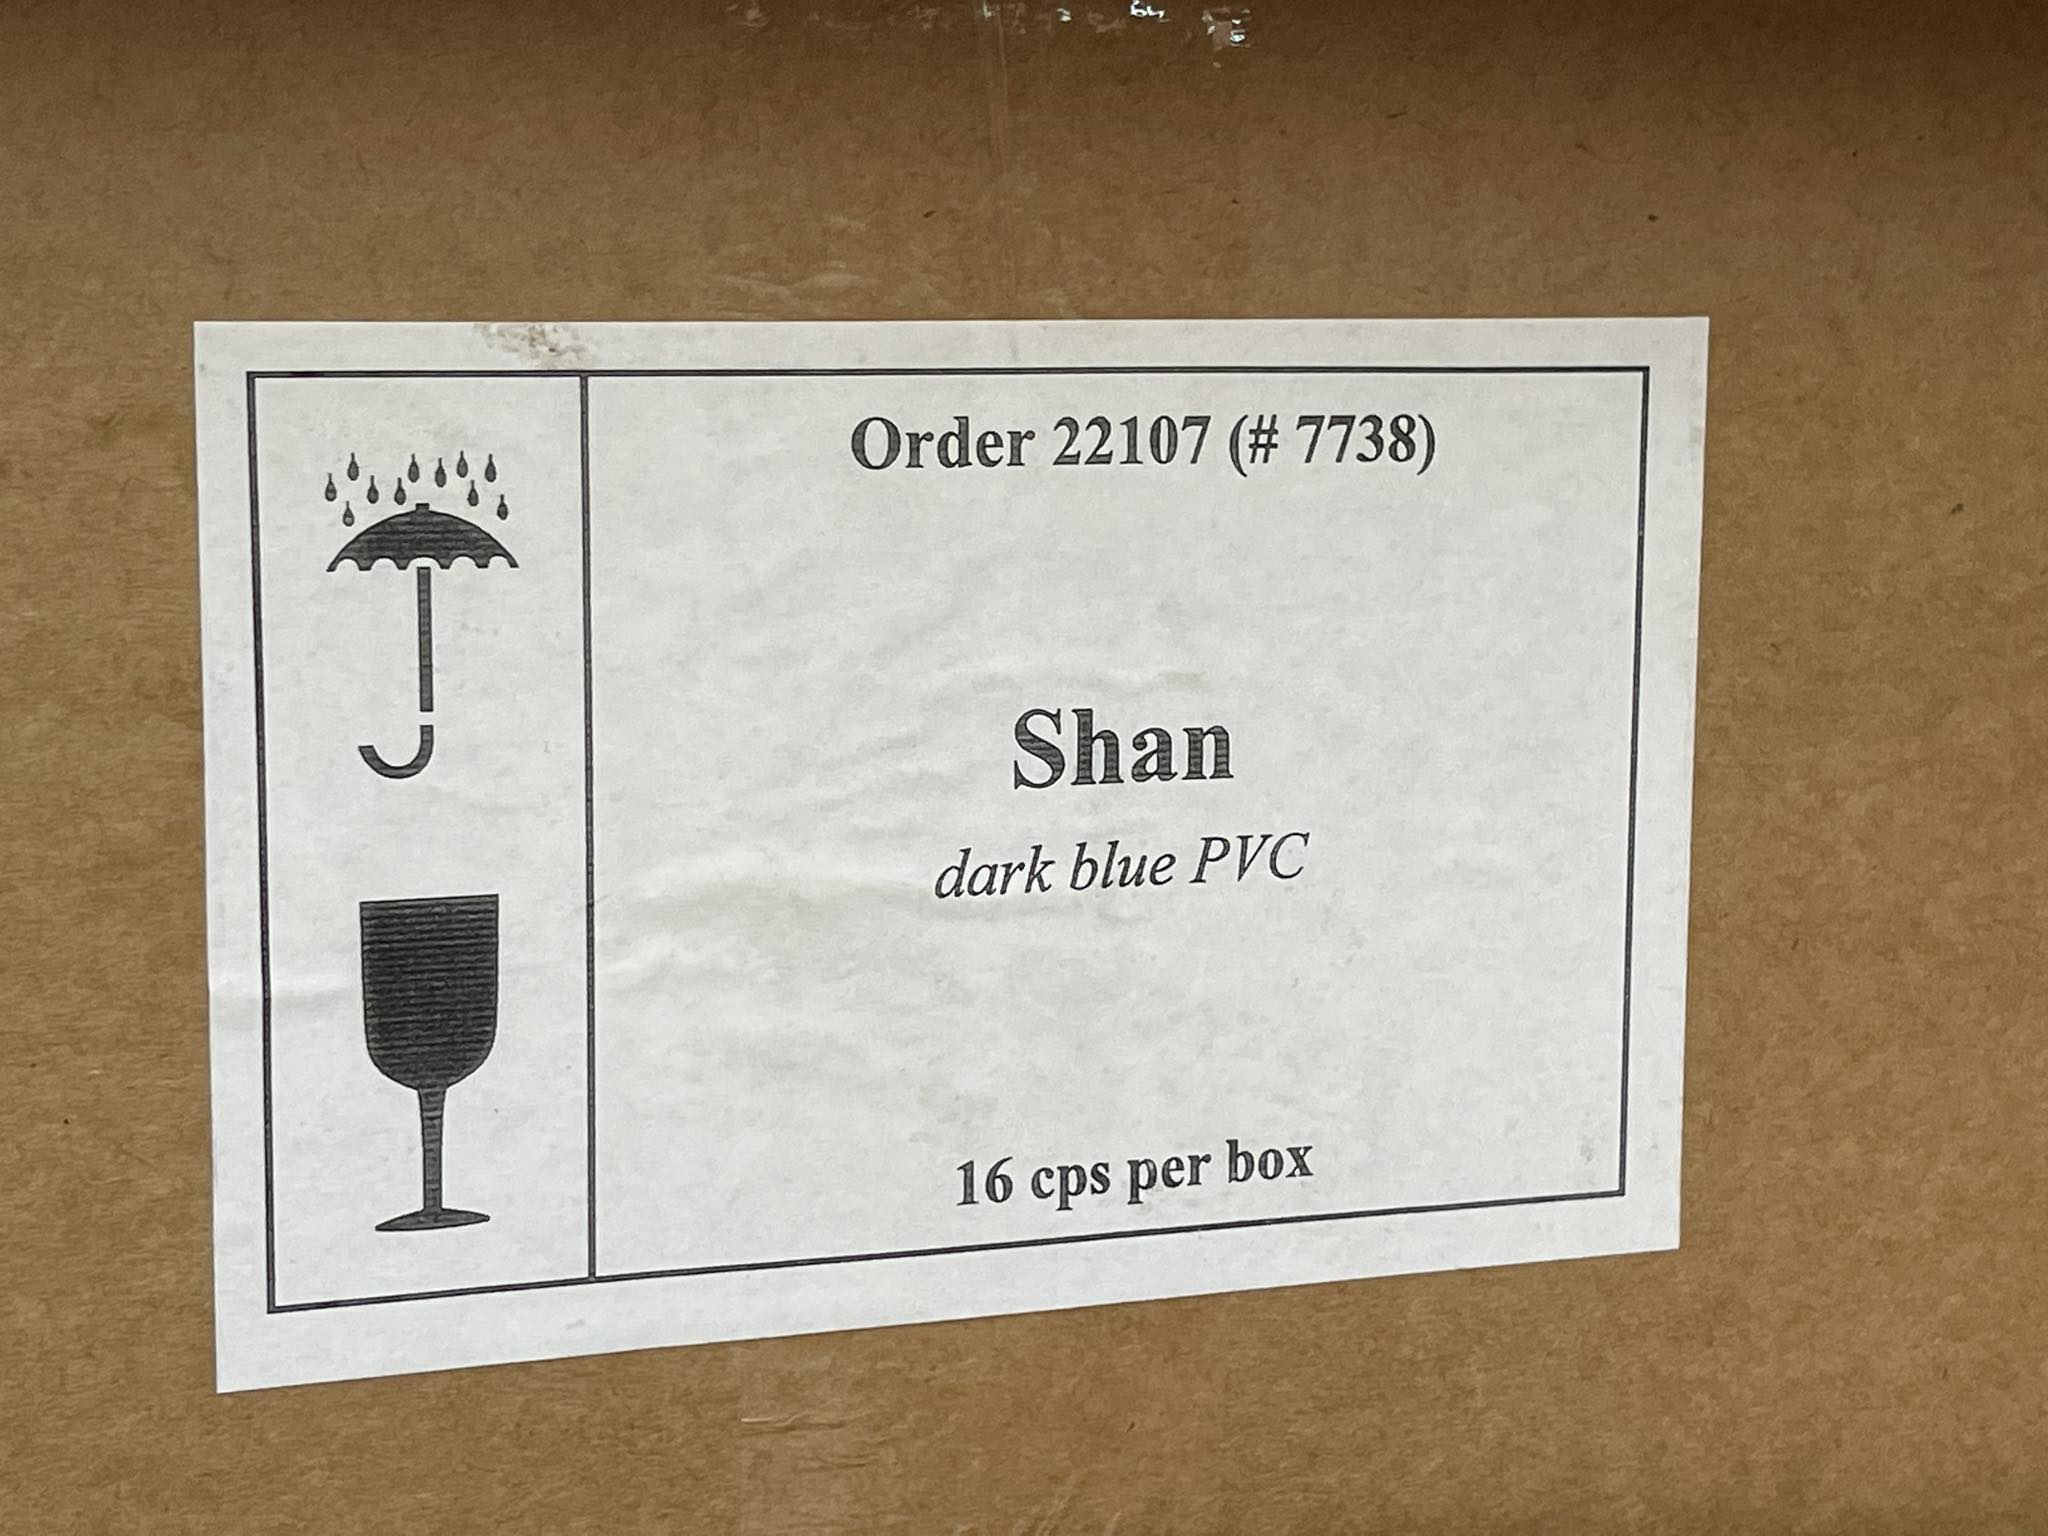 Order 22107 (# 7738)
Shan
dark blue PVC
16 cps per box